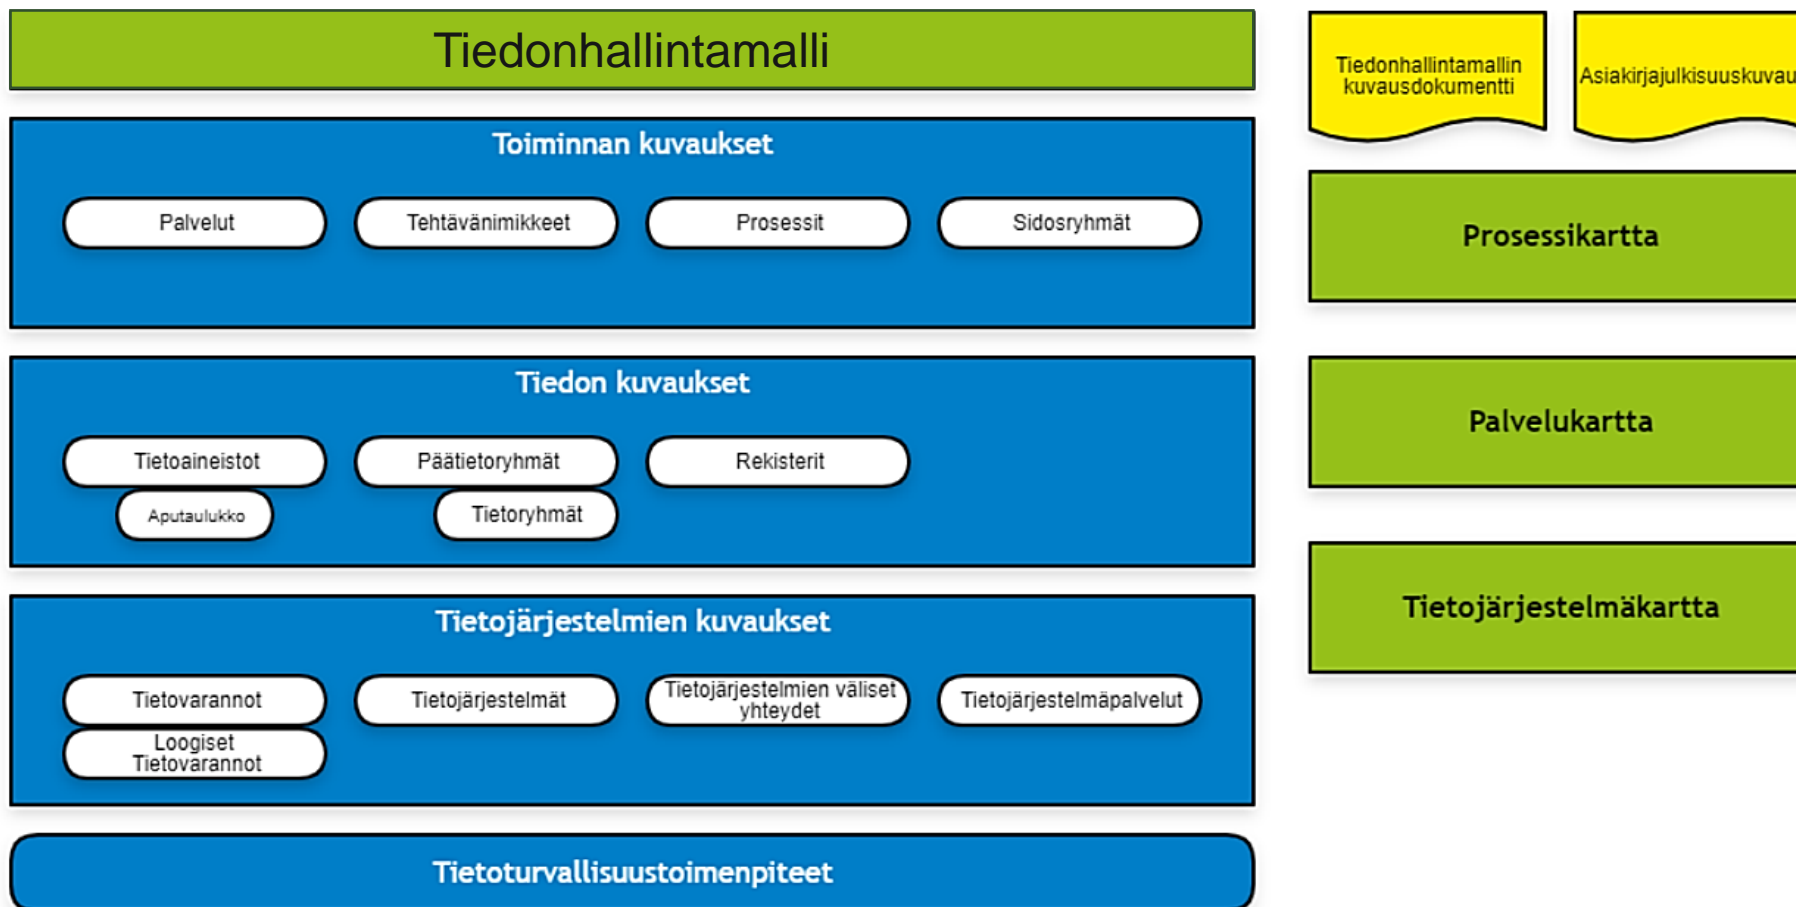 Tiedonhallintamalli
Toiminnan kuvaukset
Palvelut
Tehtävänimikkeet
Prosessit
Sidosryhmät
Tiedon kuvaukset
Tietoaineistot
Päätietoryhmät
Rekisterit
Aputaulukko
Tietoryhmät
Tietojärjestelmien kuvaukset
Tietovarannot
Tietojärjestelmät
Tietojärjestelmien väliset
yhteydet
Tietojärjestelmäpalvelut
Loogiset
Tietovarannot
Tietoturvallisuustoimenpiteet
Tiedonhallintamallin
kuvausdokumentti
Asiakirjajulkisuuskuvau
Prosessikartta
Palvelukartta
Tietojärjestelmäkartta